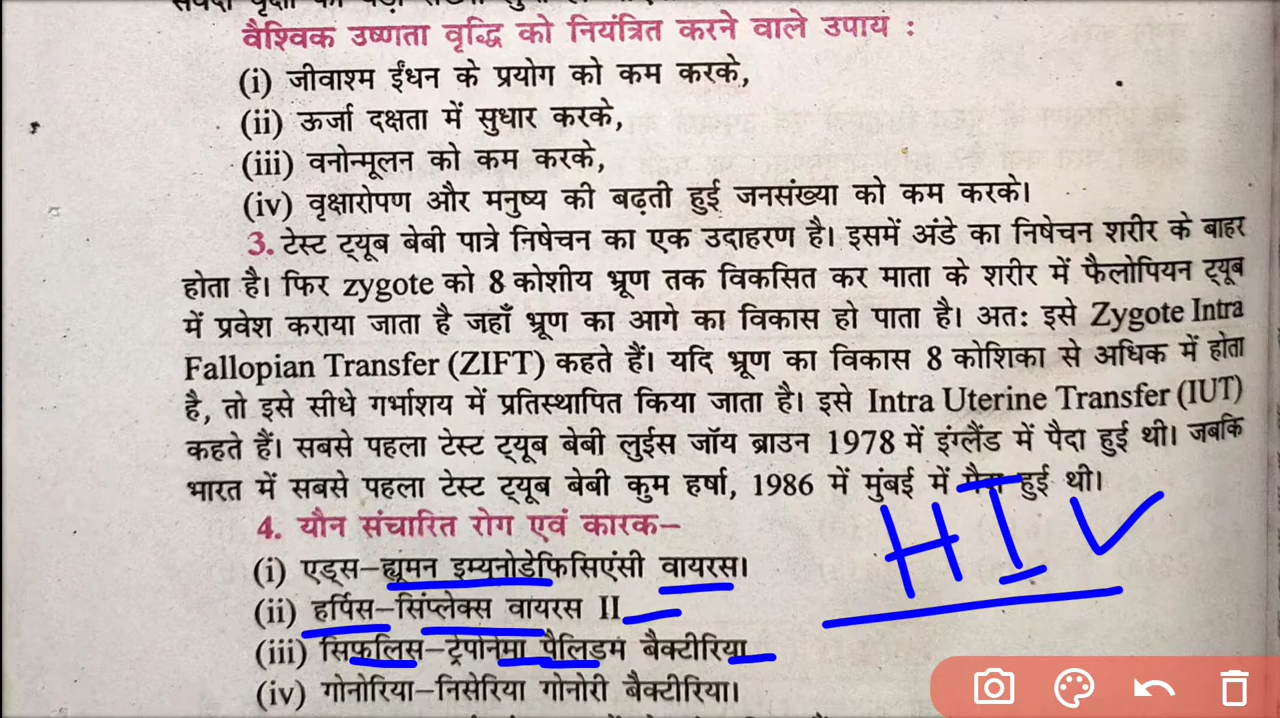 वैश्विक उष्णता वृद्धि को नियंत्रित करने वाले उपाय :
(i) जीवाश्म ईंधन के प्रयोग को कम करके,
(ii) ऊर्जा दक्षता में सुधार करके,
(iii) वनोन्मूलन को कम करके,
(iv) वृक्षारोपण और मनुष्य की बढ़ती हुई जनसंख्या को कम करके।
3. टेस्ट ट्यूब बेबी पात्रे निषेचन का एक उदाहरण है। इसमें अंडे का निषेचन शरीर के बाहर
होता है। फिर zygote को 8 कोशीय भ्रूण तक विकसित कर माता के शरीर में फैलोपियन ट्यूब
में प्रवेश कराया जाता है जहाँ भ्रूण का आगे का विकास हो पाता है। अत: इसे Zygote Intra
Fallopian Transfer (ZIFT) कहते हैं। यदि भ्रूण का विकास 8 कोशिका से अधिक में होता
है, तो इसे सीधे गर्भाशय में प्रतिस्थापित किया जाता है। इसे Intra Uterine Transfer (IUT)
कहते हैं। सबसे पहला टेस्ट ट्यूब बेबी लुईस जॉय ब्राउन 1978 में इंग्लैंड में पैदा हुई थी। जबकि
भारत में सबसे पहला टेस्ट ट्यूब बेबी कुम हर्षा, 1986 में मुंबई में हुई थी।
4. यौन संचारित रोग एवं कारक–
HIV
(i) एड्स–ह्यूमन इम्यूनोडेफिसिएंसी वायरस।
(ii) हर्पिस–सिंप्लेक्स वायरस II
(iii) सिफलिस–ट्रेपोनेमा पैलिडम बैक्टीरिया
(iv) गोनोरिया–निसेरिया गोनोरी बैक्टीरिया।